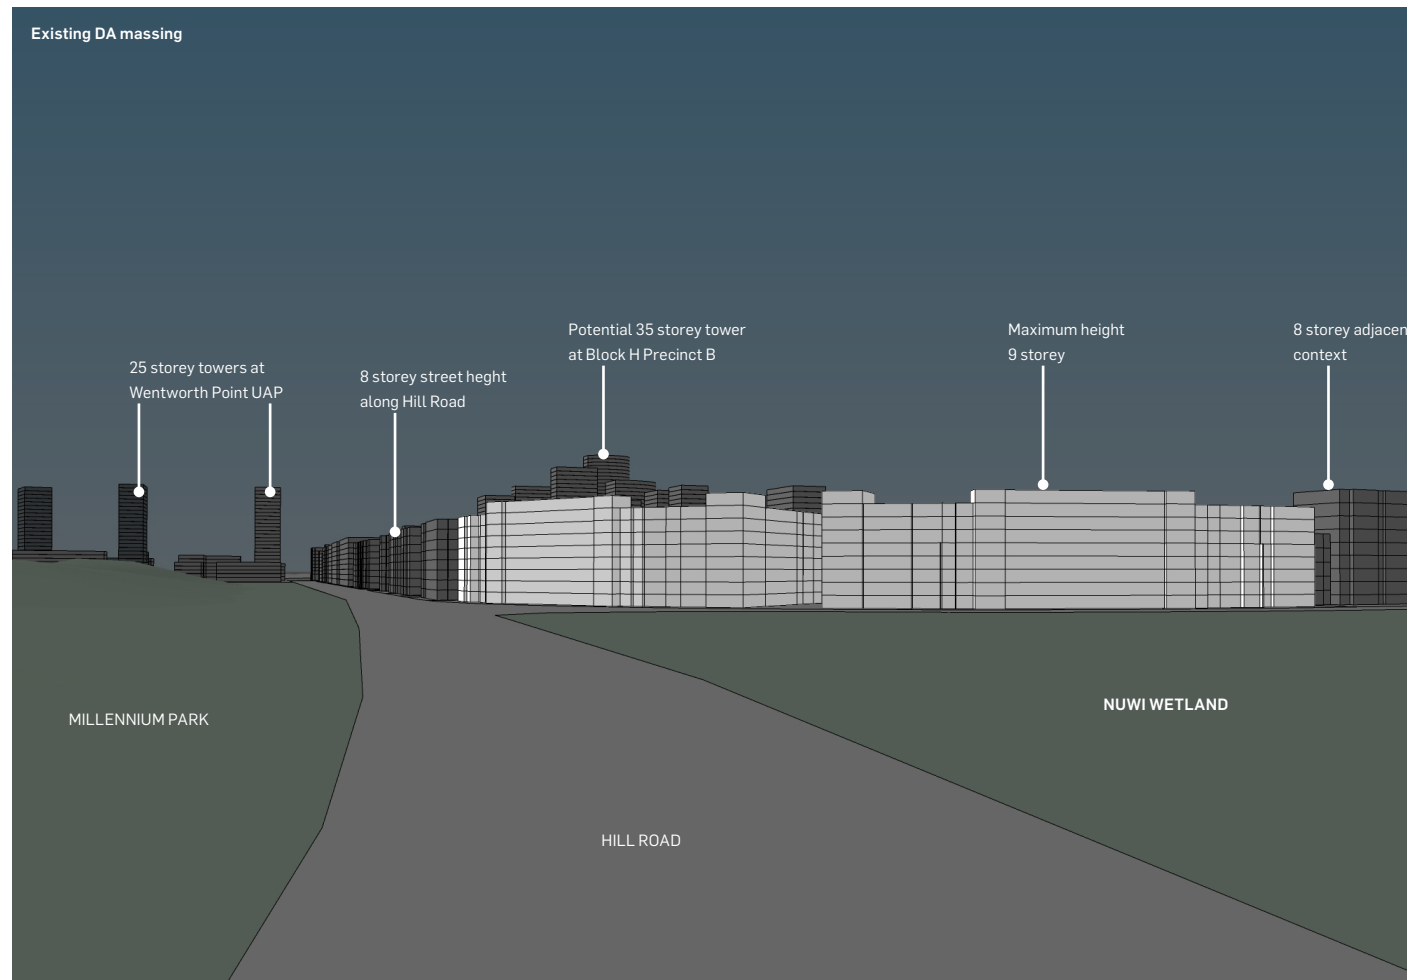 Existing DA massing
Potential 35 storey tower
at Block H Precinct B
Maximum height
9 storey
8 storey adjacen
context
25 storey towers at
Wentworth Point UAP
8 storey street heght
along Hill Road
NUWI WETLAND
MILLENNIUM PARK
HILL ROAD